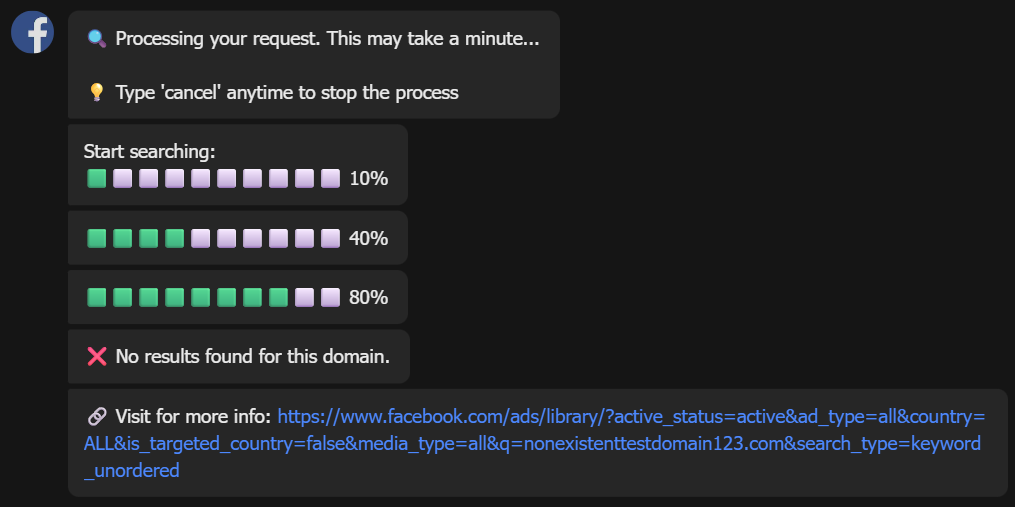 🔍 Processing your request. This may take a minute...
💡 Type 'cancel' anytime to stop the process
Start searching:
🟩⬜⬜⬜⬜⬜⬜⬜⬜⬜ 10%
🟩🟩🟩🟩⬜⬜⬜⬜⬜⬜ 40%
🟩🟩🟩🟩🟩🟩🟩🟩⬜⬜ 80%
❌ No results found for this domain.
🔗 Visit for more info: https://www.facebook.com/ads/library/?active_status=active&ad_type=all&country=
ALL&is_targeted_country=false&media_type=all&q=nonexistenttestdomain123.com&search_type=keyword
_unordered